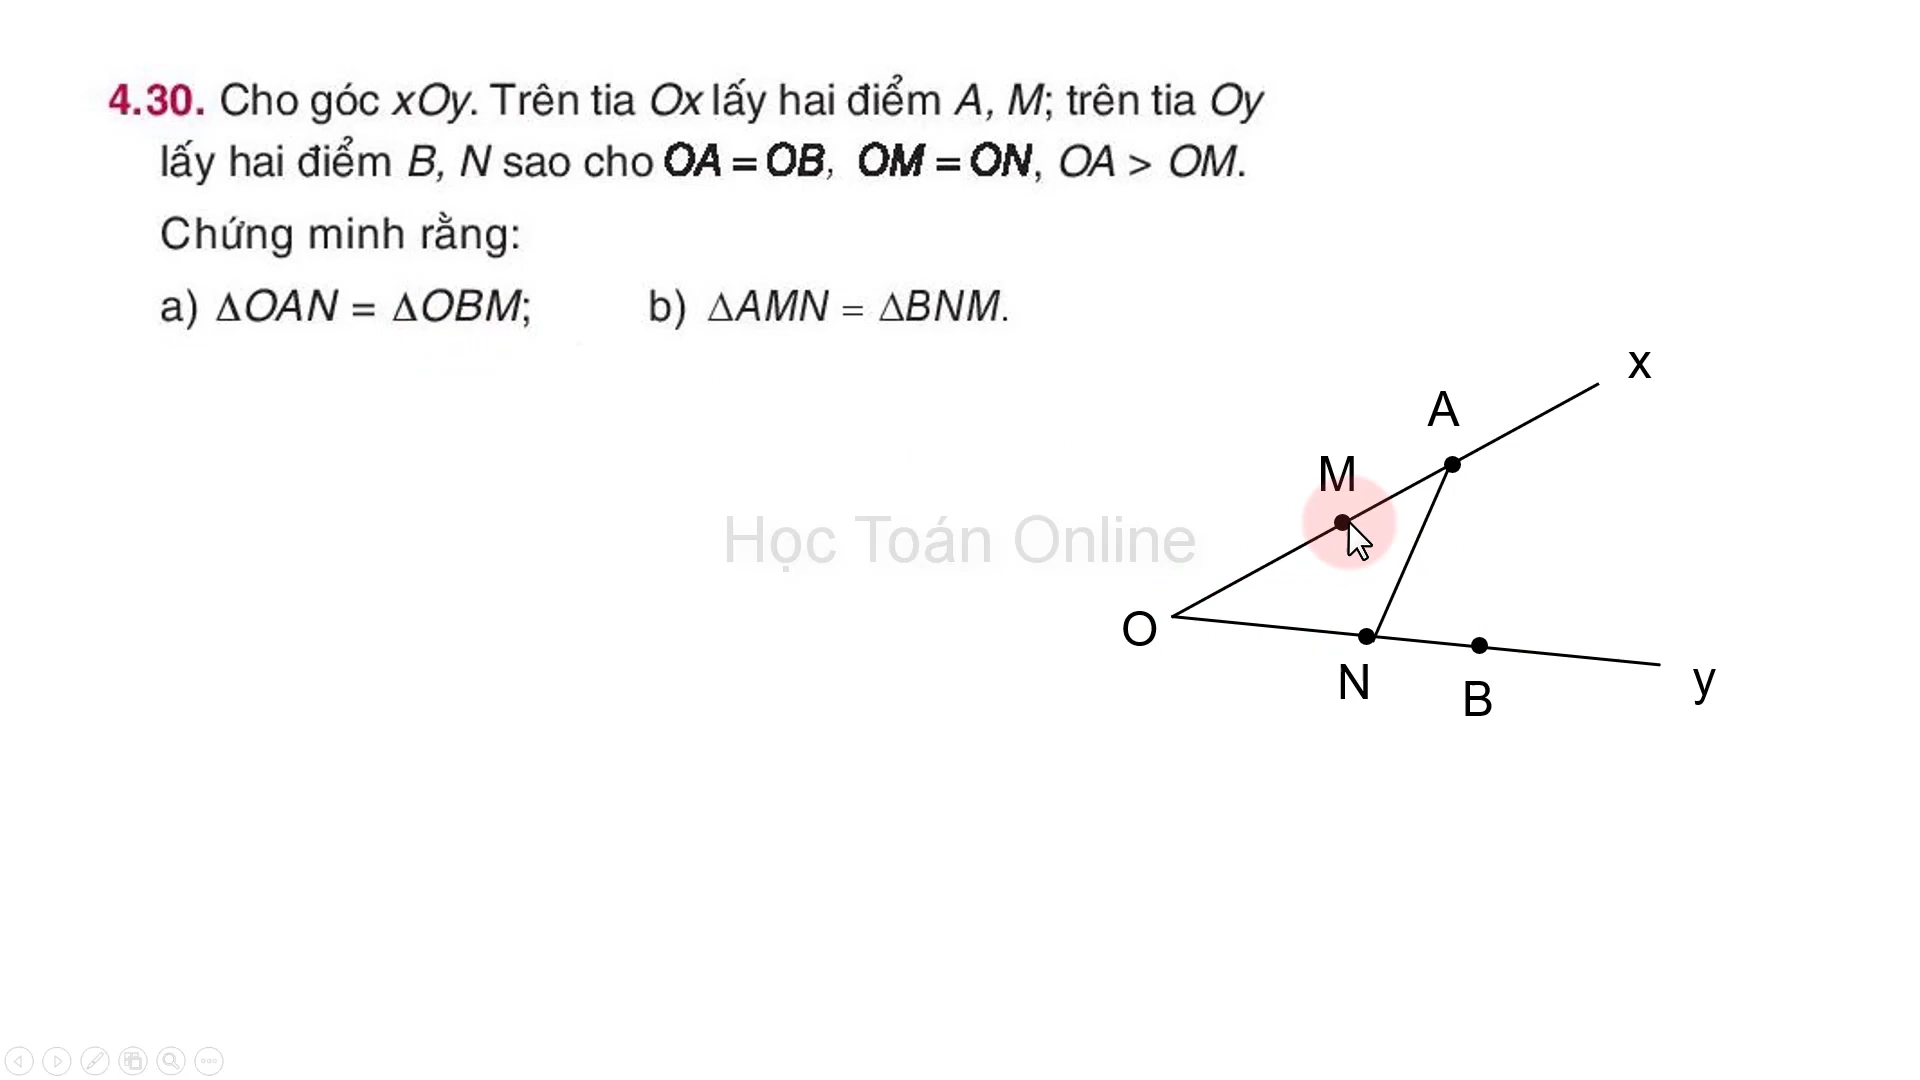 4.30. Cho góc xOy. Trên tia Ox lấy hai điểm A, M; trên tia Oy
lấy hai điểm B, N sao cho OA = OB, OM = ON, OA > OM.
Chứng minh rằng:
a) ΔOAN = ΔOBM; b) ΔAMN = ΔBNM.
x
A
M
Học Toán Online
O
N
B
y